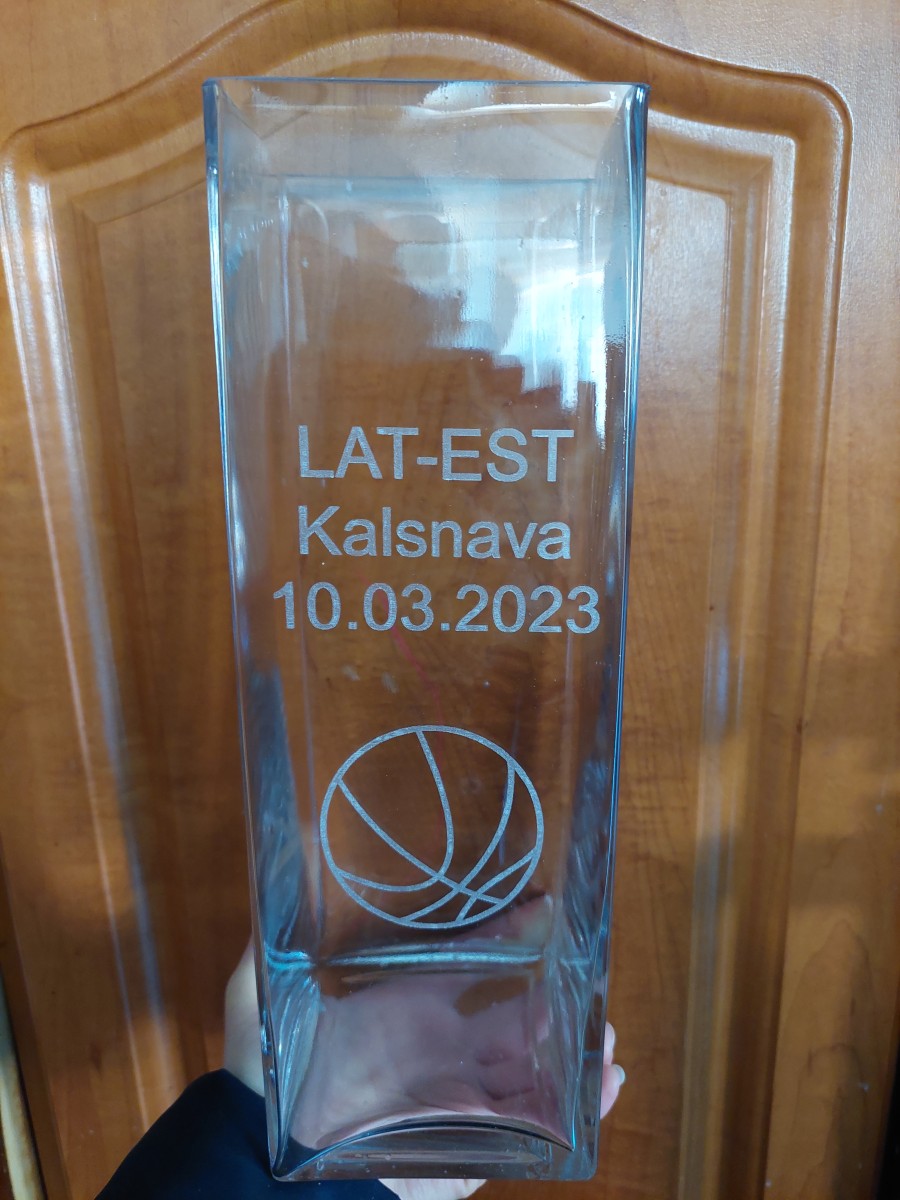 LAT-EST
Kalsnava
10.03.2023